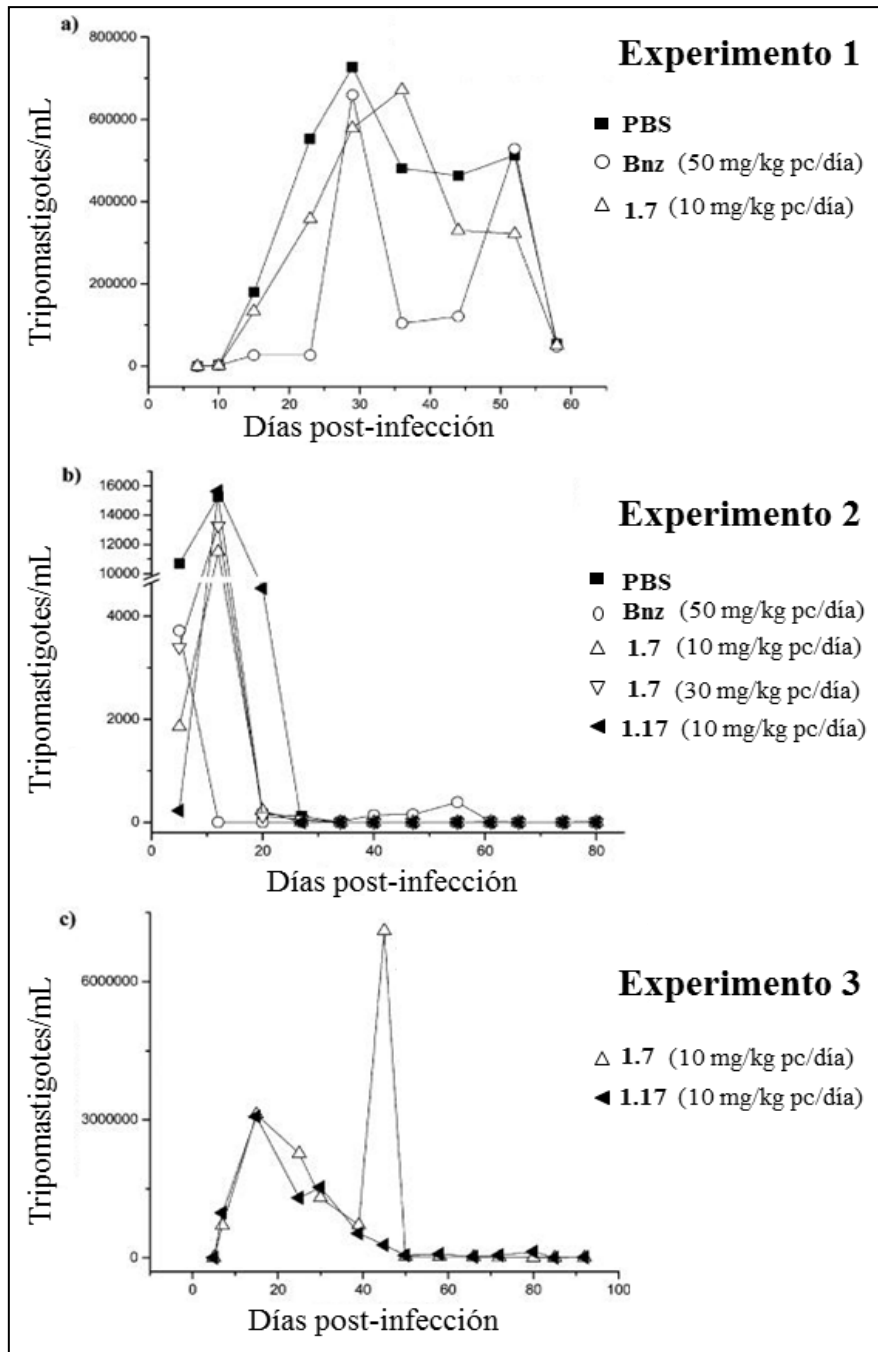 a)
Experimento 1
800000
600000
400000
200000
0
Tripomastigotes/mL
PBS
Bnz (50 mg/kg pc/día)
1.7 (10 mg/kg pc/día)
0 10 20 30 40 50 60
Días post-infección
b)
Experimento 2
16000
14000
12000
10000
4000
2000
0
Tripomastigotes/mL
PBS
Bnz (50 mg/kg pc/día)
1.7 (10 mg/kg pc/día)
1.7 (30 mg/kg pc/día)
1.17 (10 mg/kg pc/día)
0 20 40 60 80
Días post-infección
c)
Experimento 3
6000000
3000000
0
Tripomastigotes/mL
1.7 (10 mg/kg pc/día)
1.17 (10 mg/kg pc/día)
0 20 40 60 80 100
Días post-infección